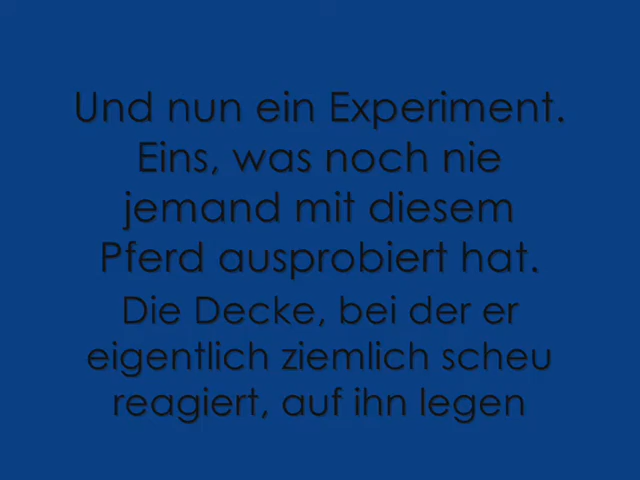 Und nun ein Experiment.
Eins, was noch nie
jemand mit diesem
Pferd ausprobiert hat.
Die Decke, bei der er
eigentlich ziemlich scheu
reagiert, auf ihn legen